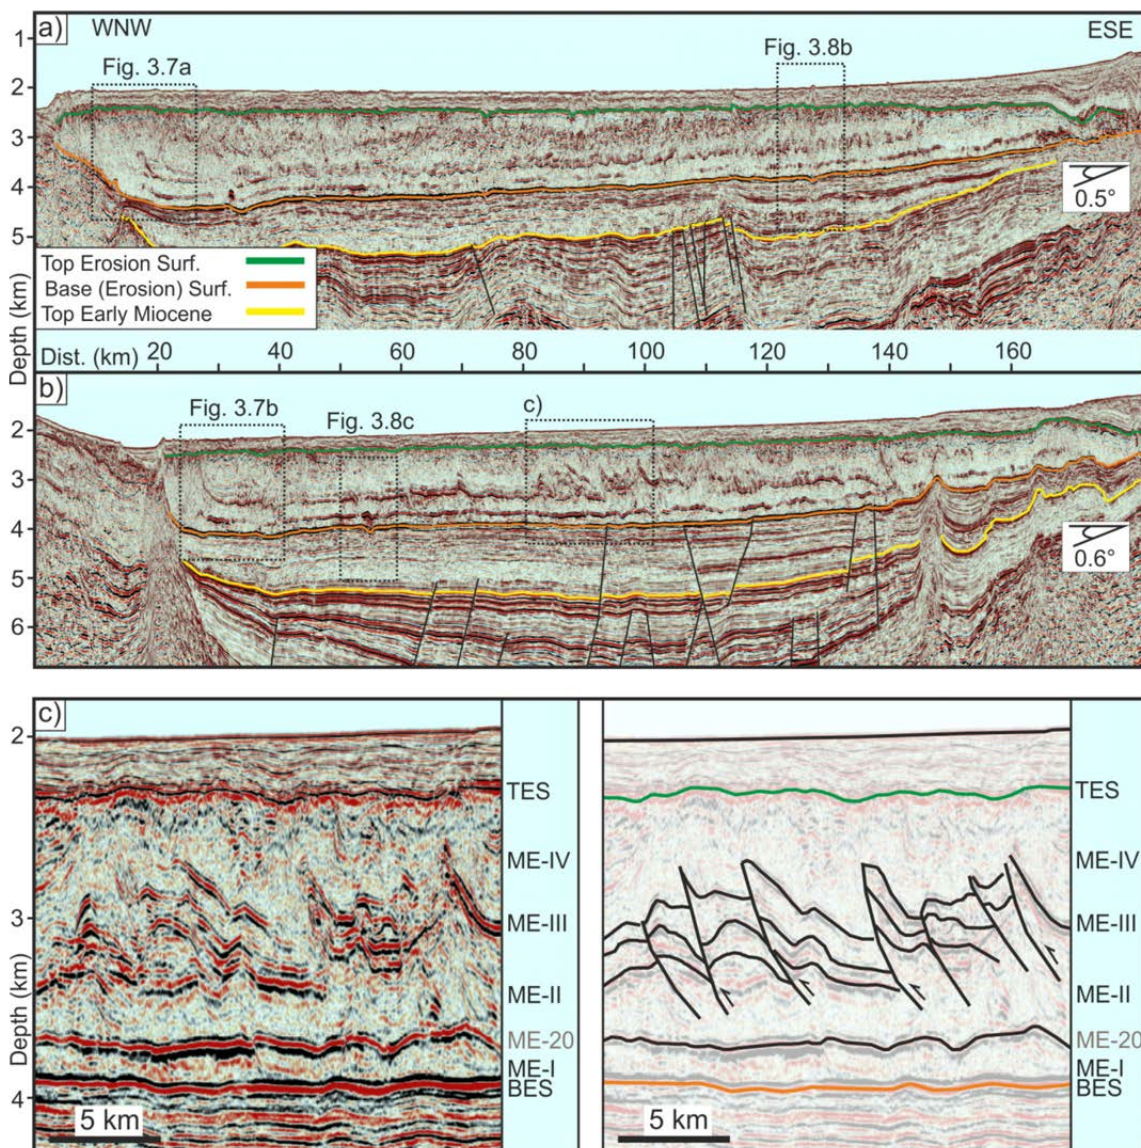 a)
WNW
ESE
Fig. 3.7a
Fig. 3.8b
1
2
3
4
5
0.5°
Top Erosion Surf.
Base (Erosion) Surf.
Top Early Miocene
Depth (km)
Dist. (km) 20 40 60 80 100 120 140 160
b)
Fig. 3.7b
Fig. 3.8c
c)
2
3
4
5
6
0.6°
c)
2
3
4
Depth (km)
TES
ME-IV
ME-III
ME-II
ME-20
ME-I
BES
5 km
TES
ME-IV
ME-III
ME-II
ME-20
ME-I
BES
5 km